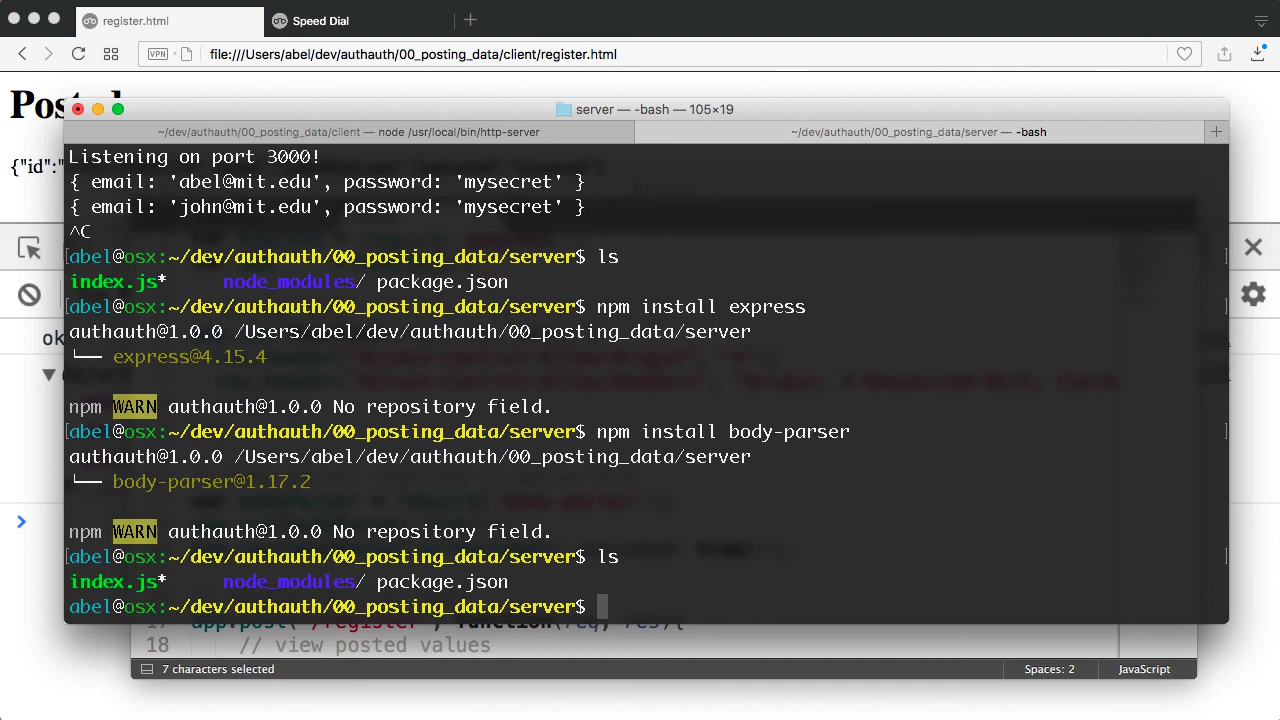 register.html
Speed Dial
VPN
file:///Users/abel/dev/authauth/00_posting_data/client/register.html
{"id":"
server — -bash — 105×19
~/dev/authauth/00_posting_data/client — node /usr/local/bin/http-server
~/dev/authauth/00_posting_data/server — -bash
Listening on port 3000!
{ email: 'abel@mit.edu', password: 'mysecret' }
{ email: 'john@mit.edu', password: 'mysecret' }
^C
[abel@osx:~/dev/authauth/00_posting_data/server$ ls ]
index.js* node_modules/ package.json
[abel@osx:~/dev/authauth/00_posting_data/server$ npm install express ]
authauth@1.0.0 /Users/abel/dev/authauth/00_posting_data/server
└── express@4.15.4
npm WARN authauth@1.0.0 No repository field.
[abel@osx:~/dev/authauth/00_posting_data/server$ npm install body-parser ]
authauth@1.0.0 /Users/abel/dev/authauth/00_posting_data/server
└── body-parser@1.17.2
npm WARN authauth@1.0.0 No repository field.
[abel@osx:~/dev/authauth/00_posting_data/server$ ls ]
index.js* node_modules/ package.json
abel@osx:~/dev/authauth/00_posting_data/server$
18 // view posted values
7 characters selected
Spaces: 2
JavaScript